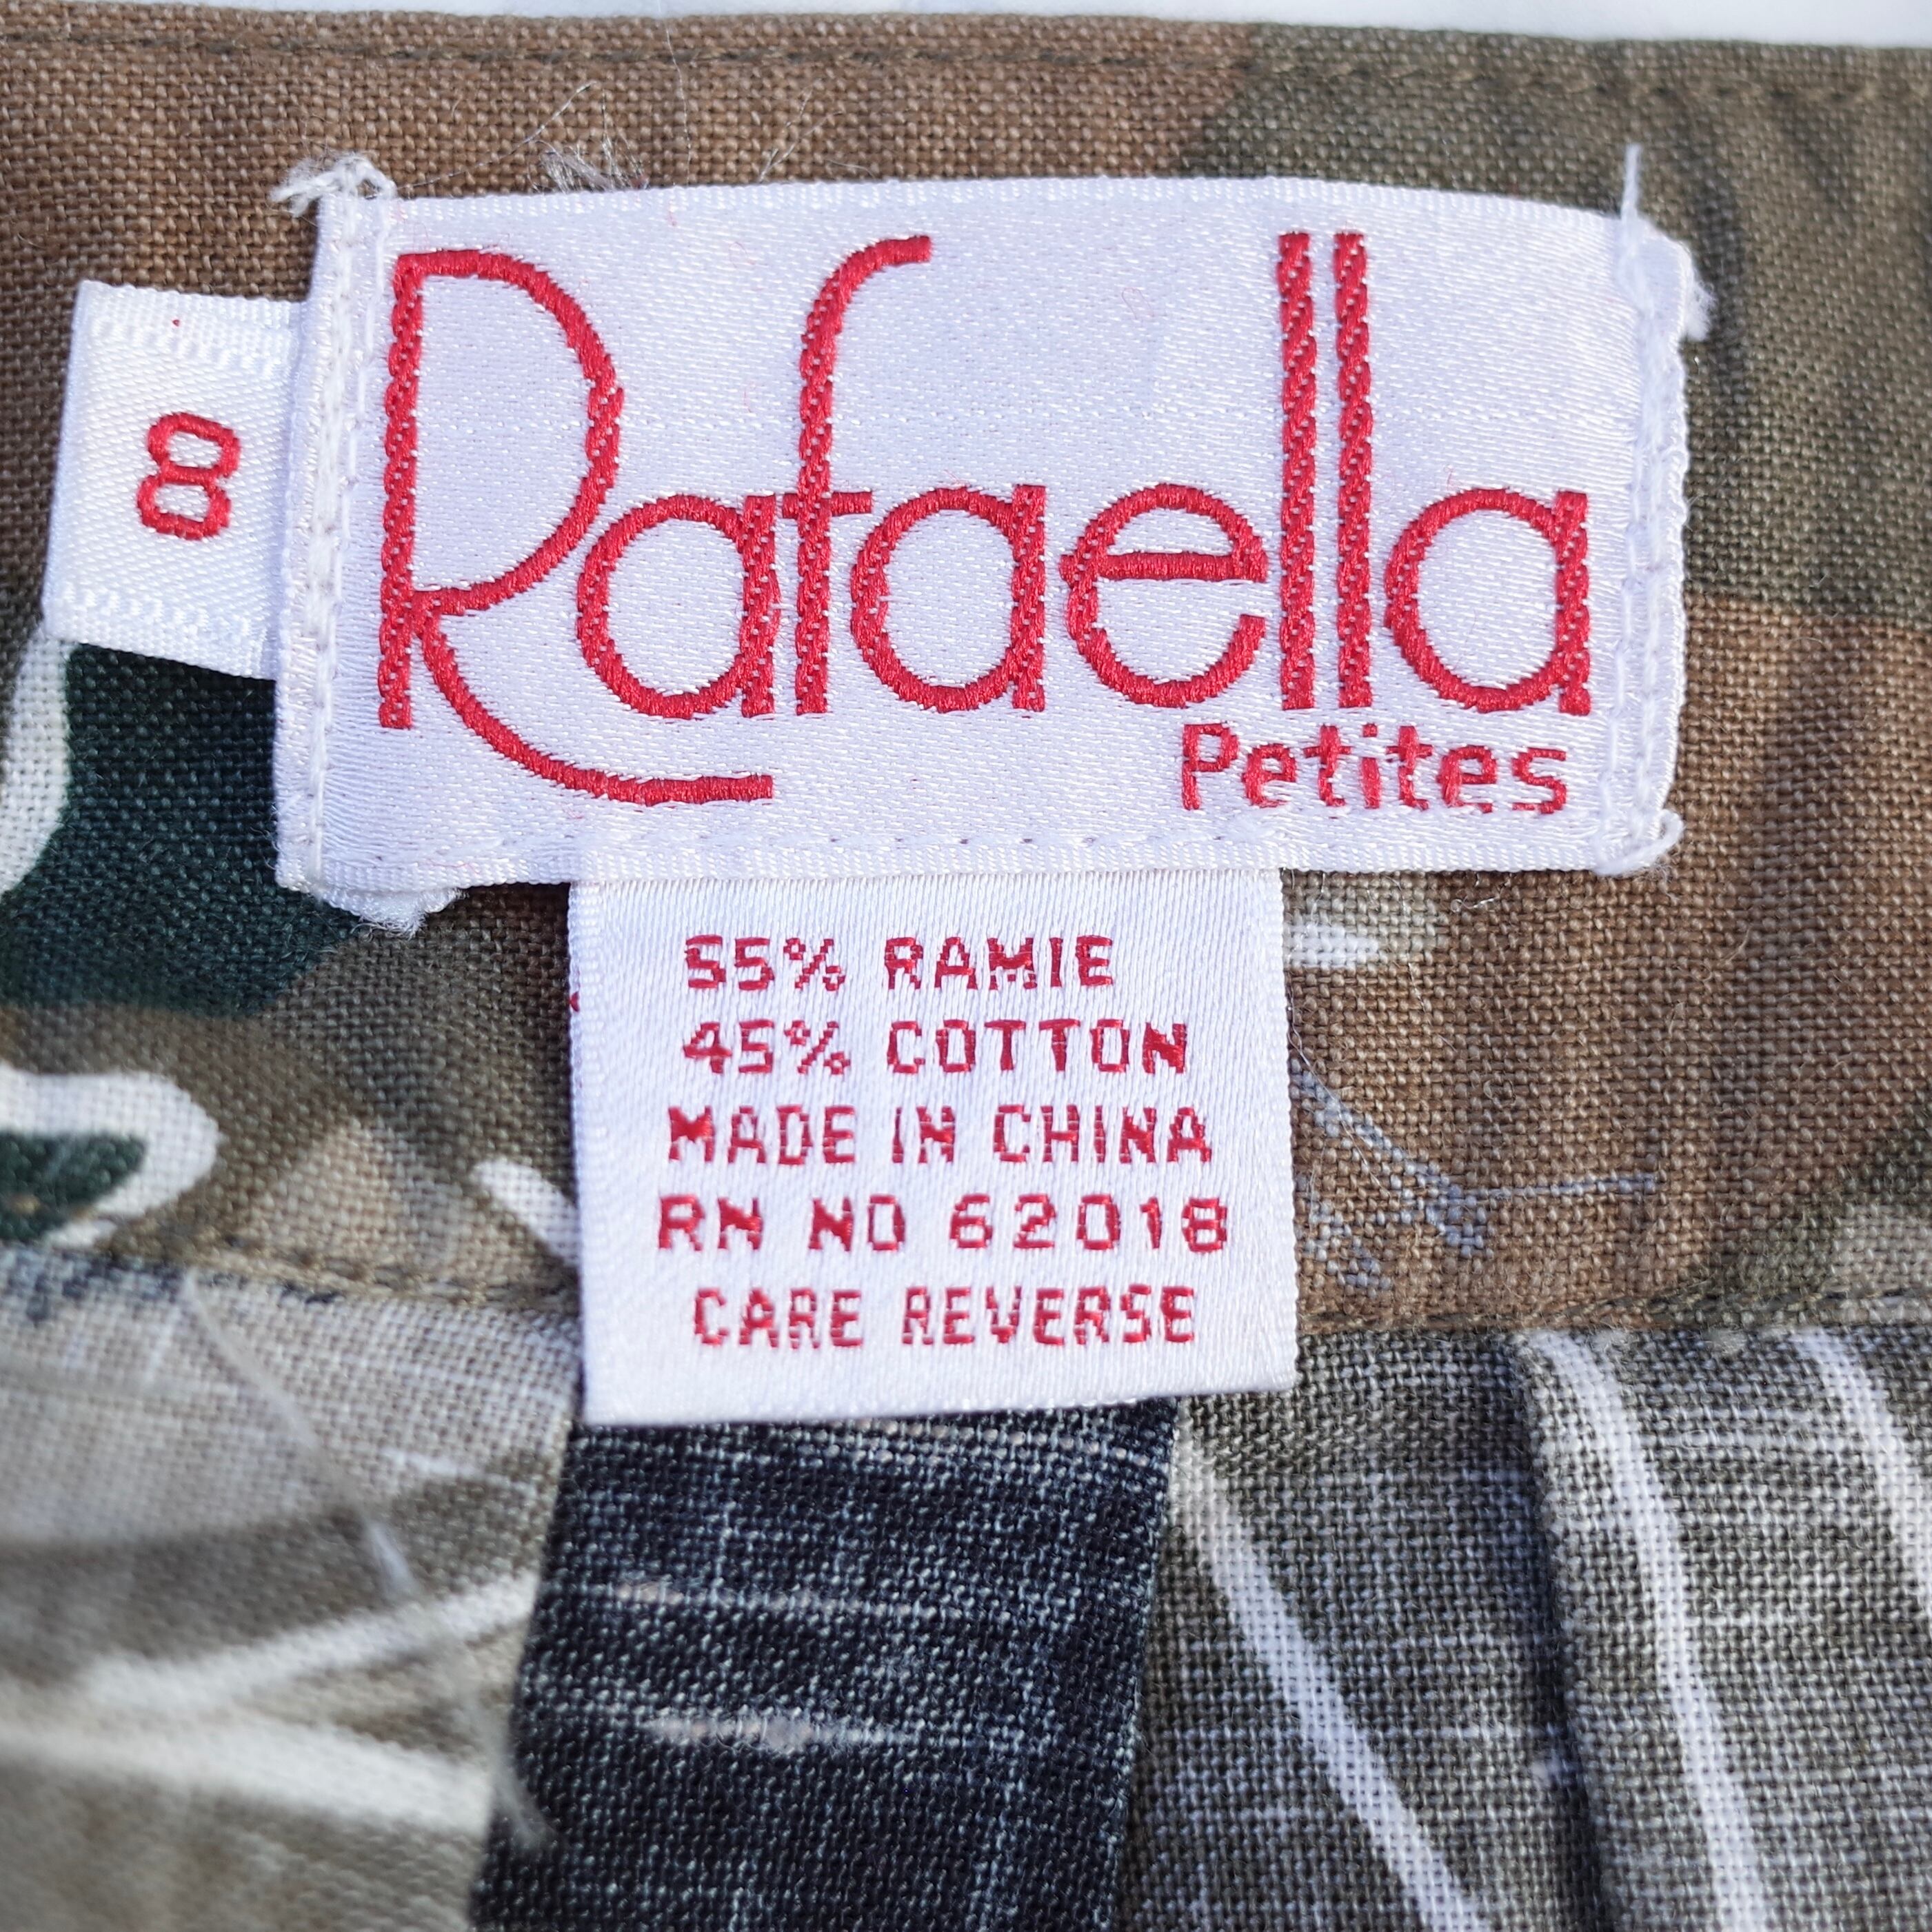 8
Rafaella
Petites
55% RAMIE
45% COTTON
MADE IN CHINA
RN NO 62018
CARE REVERSE